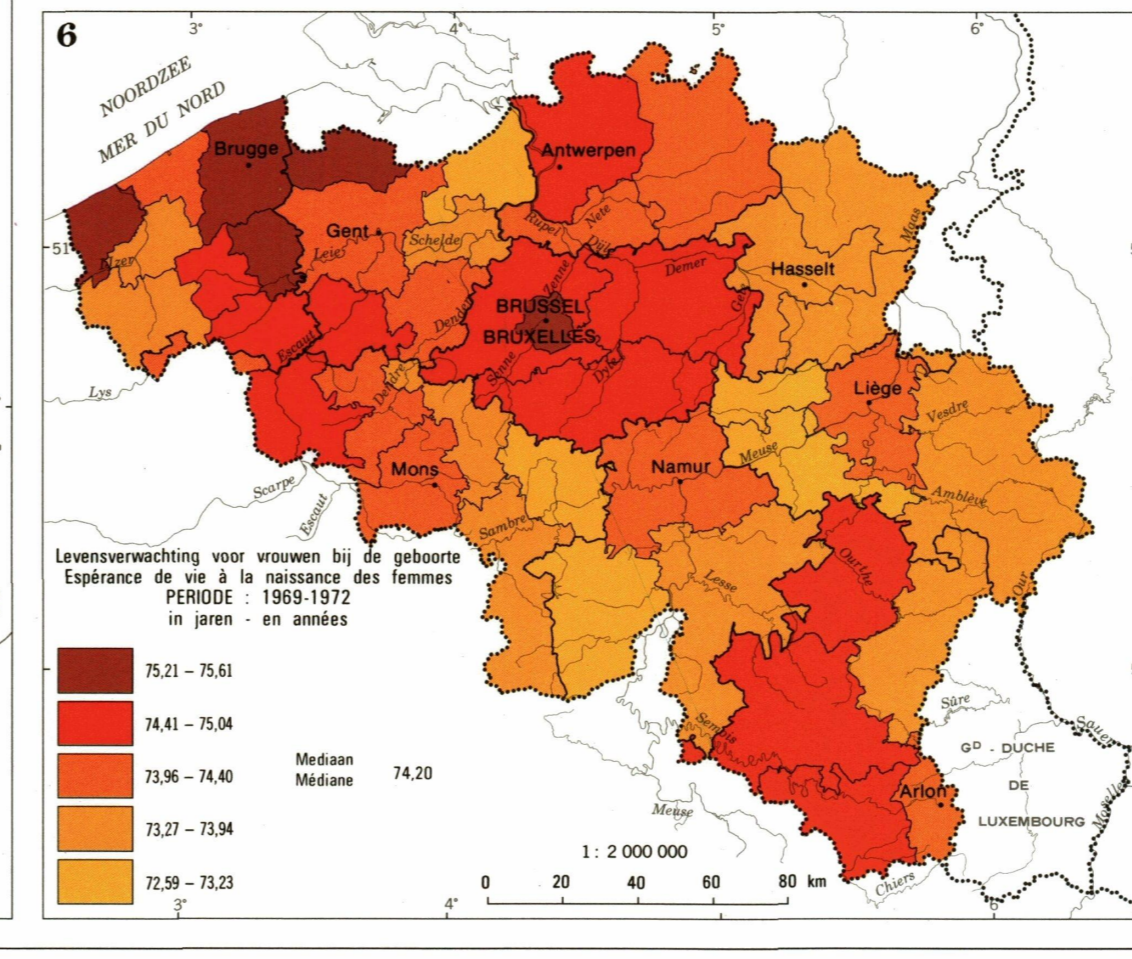 6
3°
4°
5°
6°
NOORDZEE
MER DU NORD
Brugge
Antwerpen
Maas
51°
Gent
Schelde
Rupel
Nete
Dijle
IJzer
Leie
Demer
Hasselt
Zenne
Gete
BRUSSEL
BRUXELLES
Dender
Escaut
Senne
Dyle
Lys
Dendre
Liège
Vesdre
Mons
Namur
Meuse
Scarpe
Escaut
Amblève
Sambre
Ourthe
Lesse
Our
Levensverwachting voor vrouwen bij de geboorte
Espérance de vie à la naissance des femmes
PERIODE : 1969-1972
in jaren - en années
75,21 – 75,61
74,41 – 75,04
73,96 – 74,40
73,27 – 73,94
72,59 – 73,23
Mediaan
Médiane
74,20
Semois
Sûre
Sauer
GD - DUCHE
DE
LUXEMBOURG
Moselle
Arlon
Meuse
Chiers
1 : 2 000 000
0 20 40 60 80 km
3°
4°
5°
6°